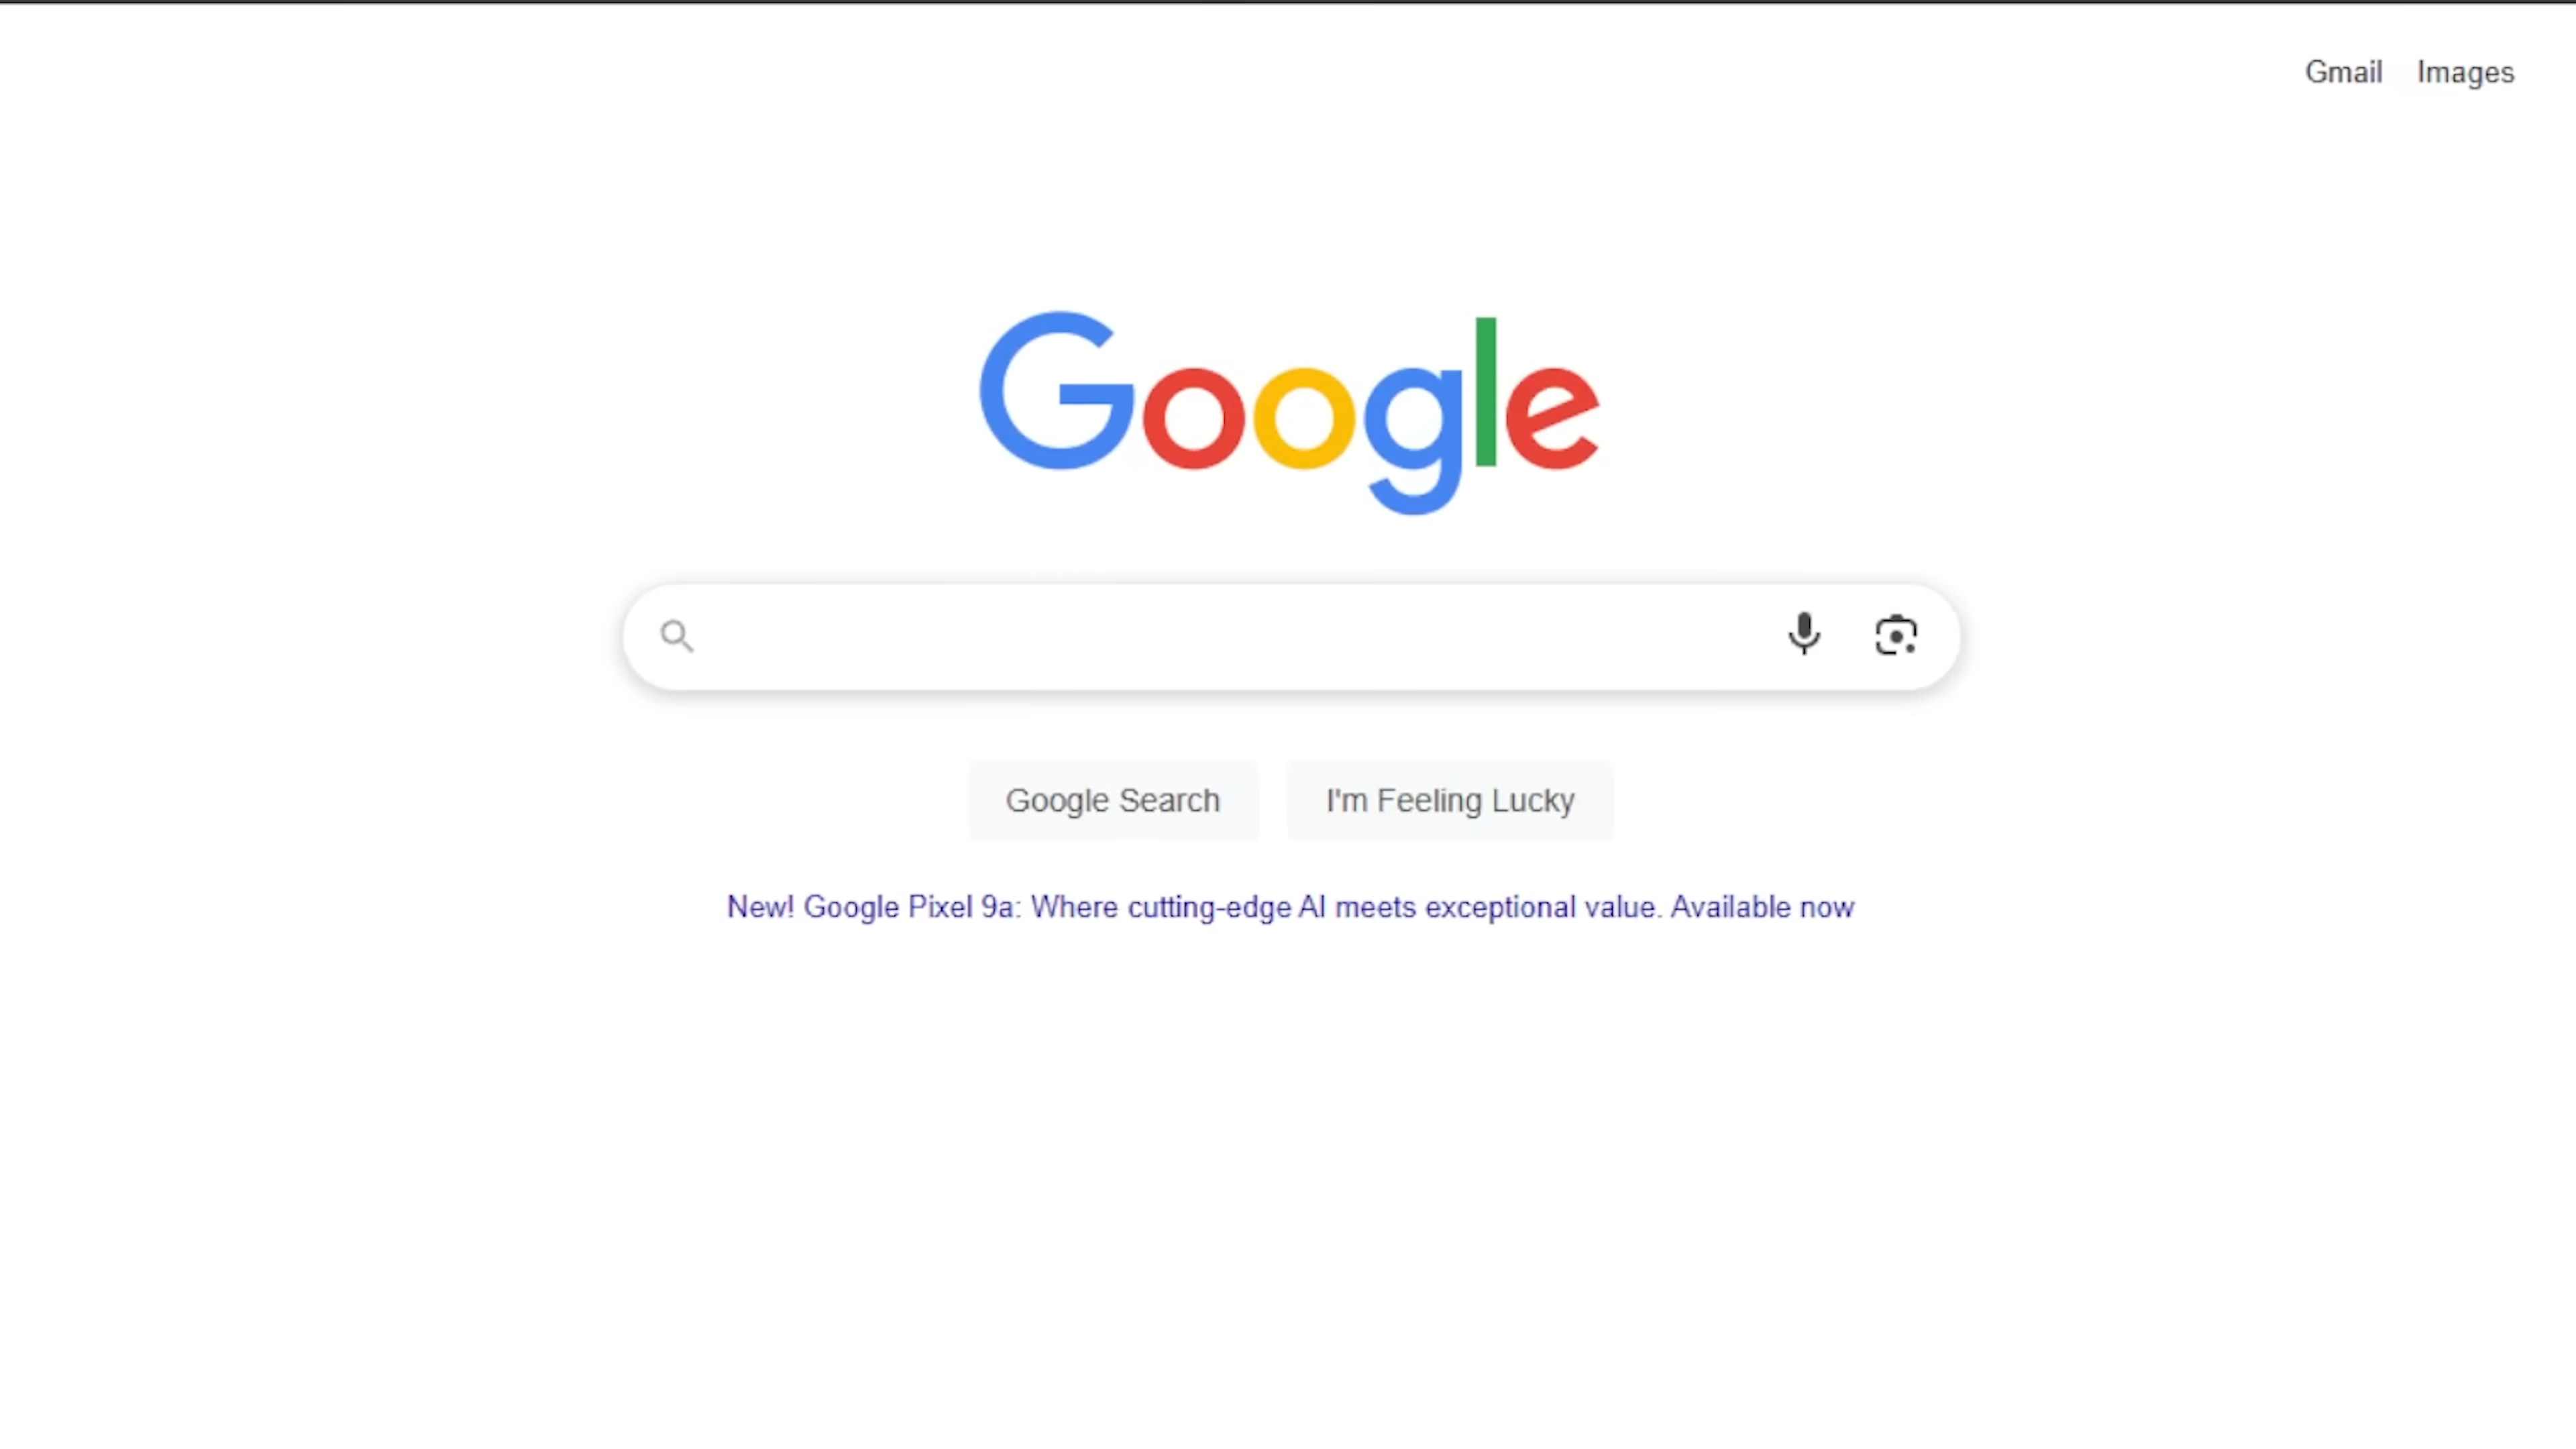 Gmail Images
Google
Google Search I'm Feeling Lucky
New! Google Pixel 9a: Where cutting-edge AI meets exceptional value. Available now